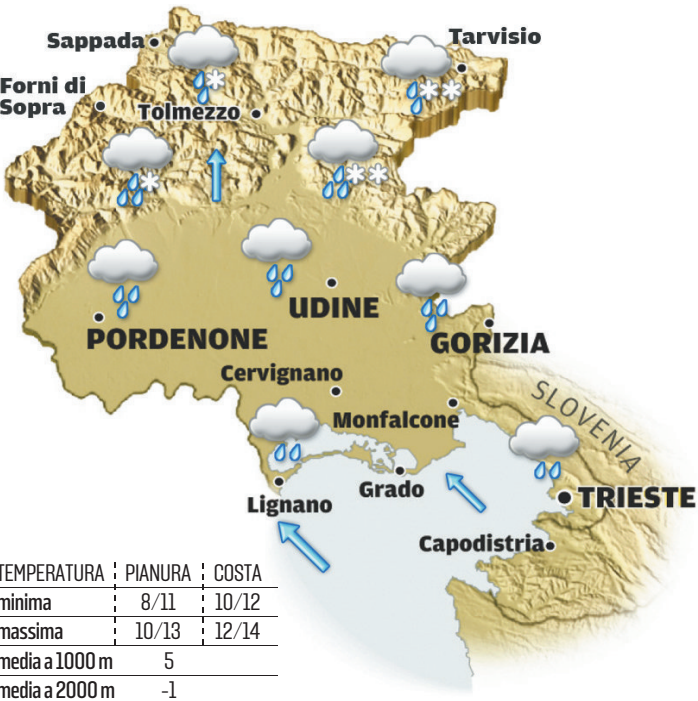 Sappada
Tarvisio
Forni di
Sopra
Tolmezzo
UDINE
PORDENONE
GORIZIA
Cervignano
SLOVENIA
Monfalcone
Grado
TRIESTE
Lignano
Capodistria
TEMPERATURA PIANURA COSTA
minima 8/11 10/12
massima 10/13 12/14
media a 1000 m 5
media a 2000 m -1